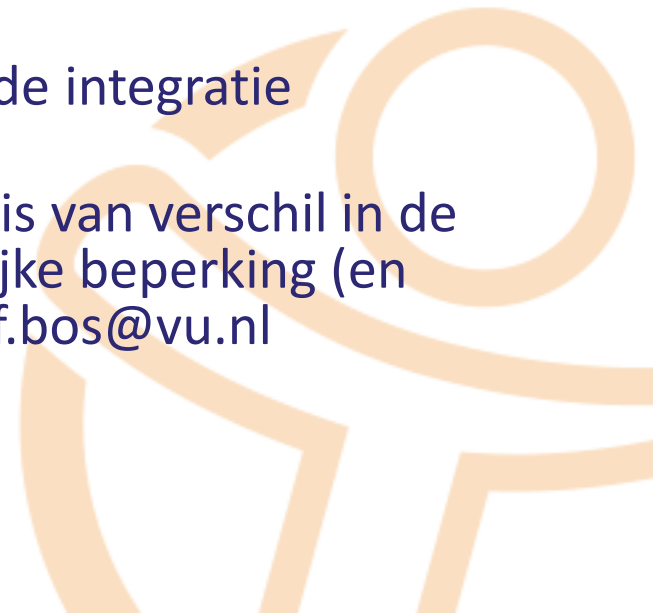 de integratie
is van verschil in de
jke beperking (en
f.bos@vu.nl